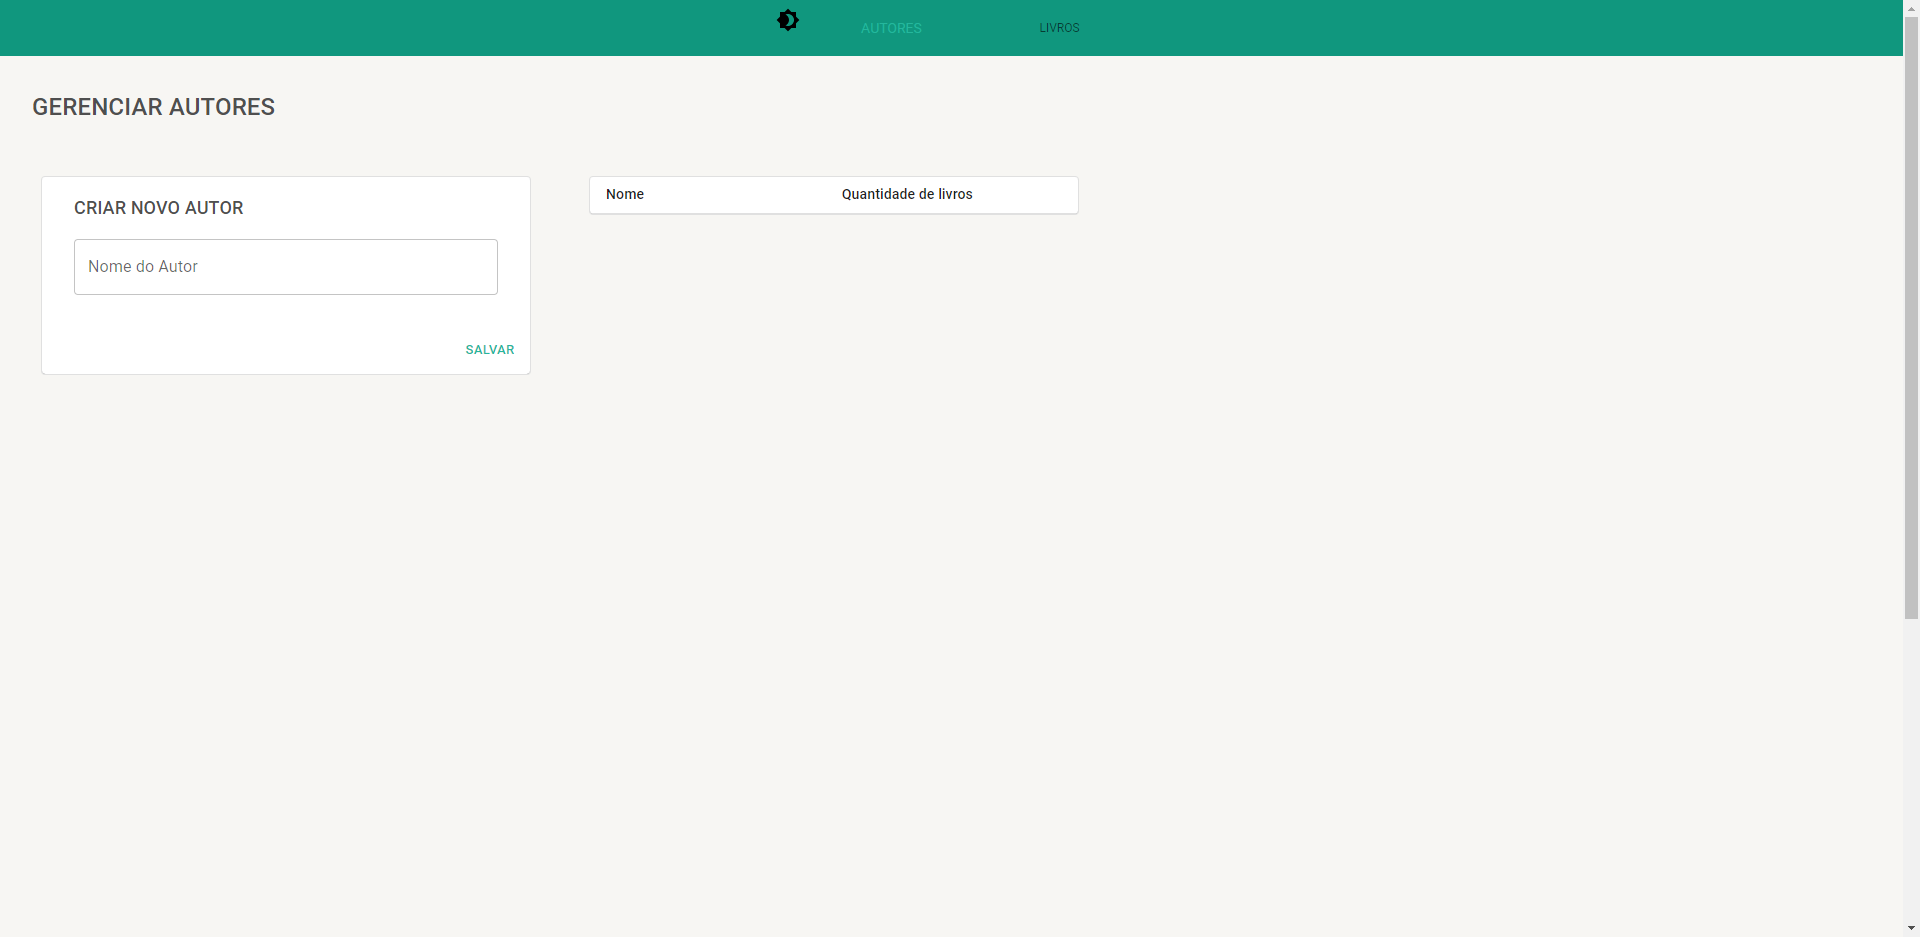 AUTORES
LIVROS
GERENCIAR AUTORES
CRIAR NOVO AUTOR
Nome do Autor
SALVAR
Nome Quantidade de livros